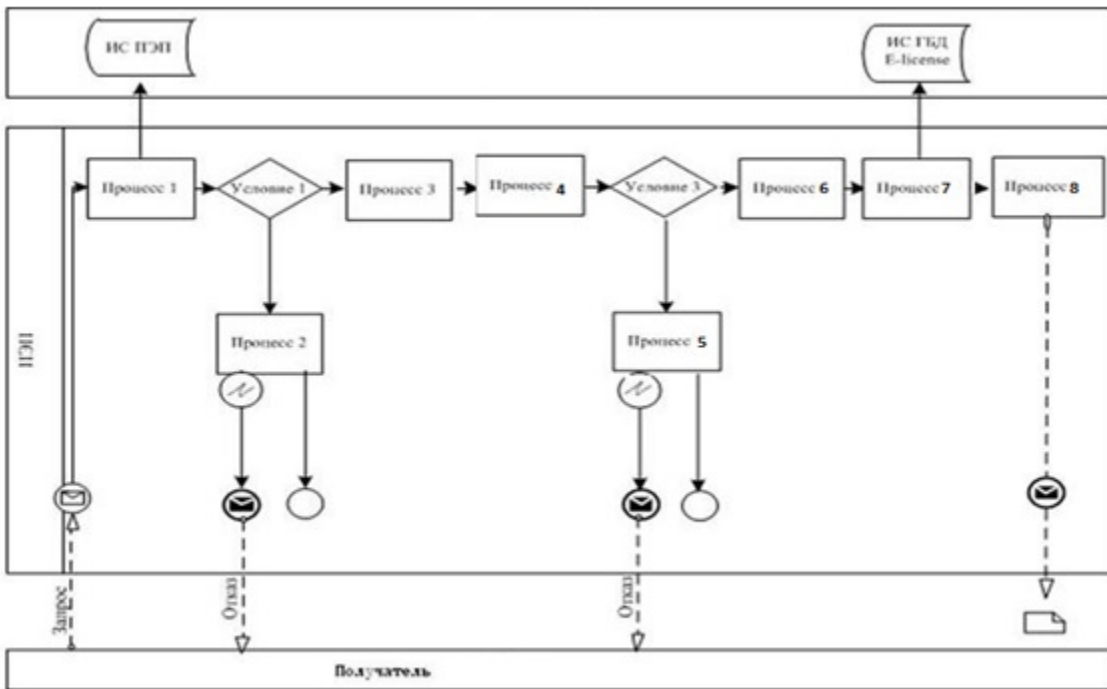 ИС ПЭП
ИС ГБД
E-license
Процесс 1
Условие 1
Процесс 3
Процесс 4
Условие 3
Процесс 6
Процесс 7
Процесс 8
Процесс 2
Процесс 5
Запрос
Отказ
Отказ
Получатель